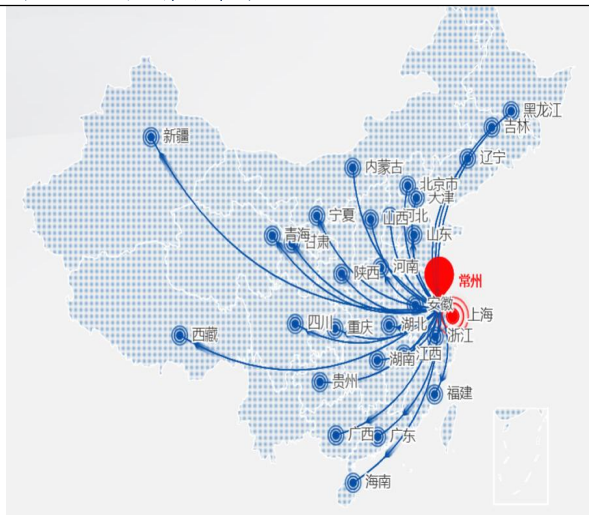 黑龙江
吉林
新疆
辽宁
内蒙古
北京市
天津
宁夏
山西
河北
青海
甘肃
山东
陕西
河南
常州
安徽
上海
四川
重庆
湖北
浙江
西藏
湖南
江西
贵州
福建
广西
广东
海南